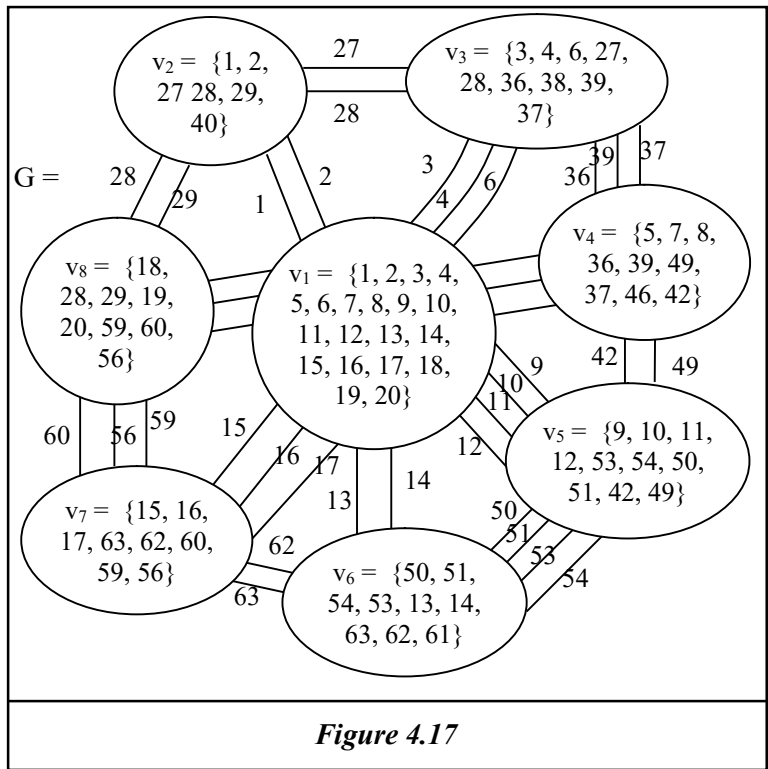 27
v2 = {1, 2,
27 28, 29,
40}
v3 = {3, 4, 6, 27,
28, 36, 38, 39,
37}
28
G =
28
29
1
2
3
4
6
36
39
37
v8 = {18,
28, 29, 19,
20, 59, 60,
56}
v1 = {1, 2, 3, 4,
5, 6, 7, 8, 9, 10,
11, 12, 13, 14,
15, 16, 17, 18,
19, 20}
v4 = {5, 7, 8,
36, 39, 49,
37, 46, 42}
42
49
9
10
11
12
60
56
59
15
16
17
13
14
v5 = {9, 10, 11,
12, 53, 54, 50,
51, 42, 49}
50
51
53
54
v7 = {15, 16,
17, 63, 62, 60,
59, 56}
62
63
v6 = {50, 51,
54, 53, 13, 14,
63, 62, 61}
Figure 4.17